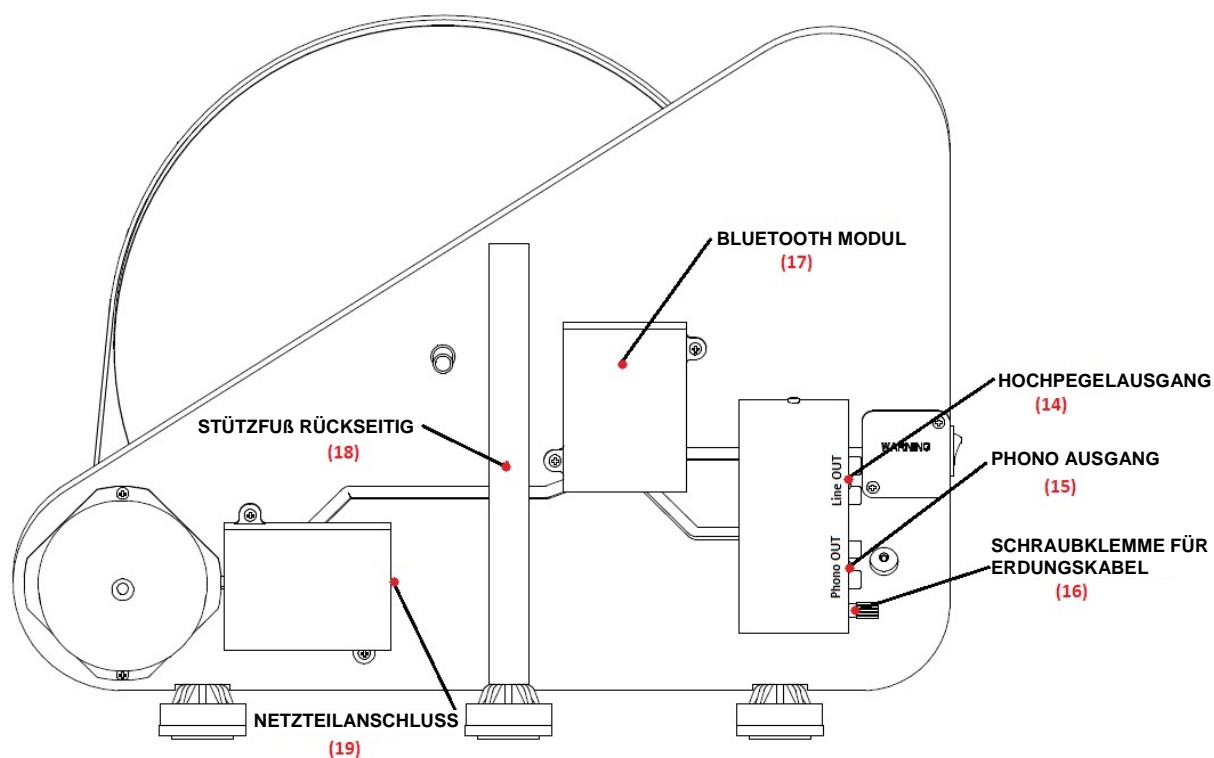 BLUETOOTH MODUL
(17)
HOCHPEGELAUSGANG
(14)
STÜTZFUß RÜCKSEITIG
(18)
WARNING
Line OUT
PHONO AUSGANG
(15)
Phono OUT
SCHRAUBKLEMME FÜR
ERDUNGSKABEL
(16)
NETZTEILANSCHLUSS
(19)